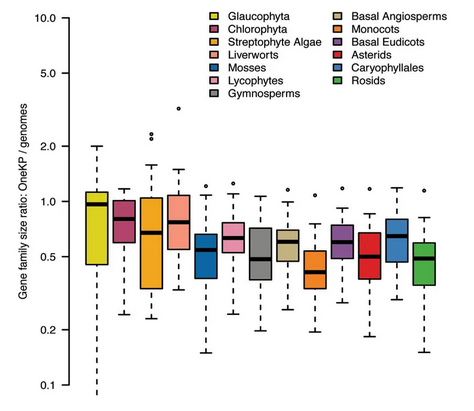 Glaucophyta
Chlorophyta
Streptophyte Algae
Liverworts
Mosses
Lycophytes
Gymnosperms
Basal Angiosperms
Monocots
Basal Eudicots
Asterids
Caryophyllales
Rosids
Gene family size ratio: OneKP / genomes
10.0
5.0
2.0
1.0
0.5
0.2
0.1